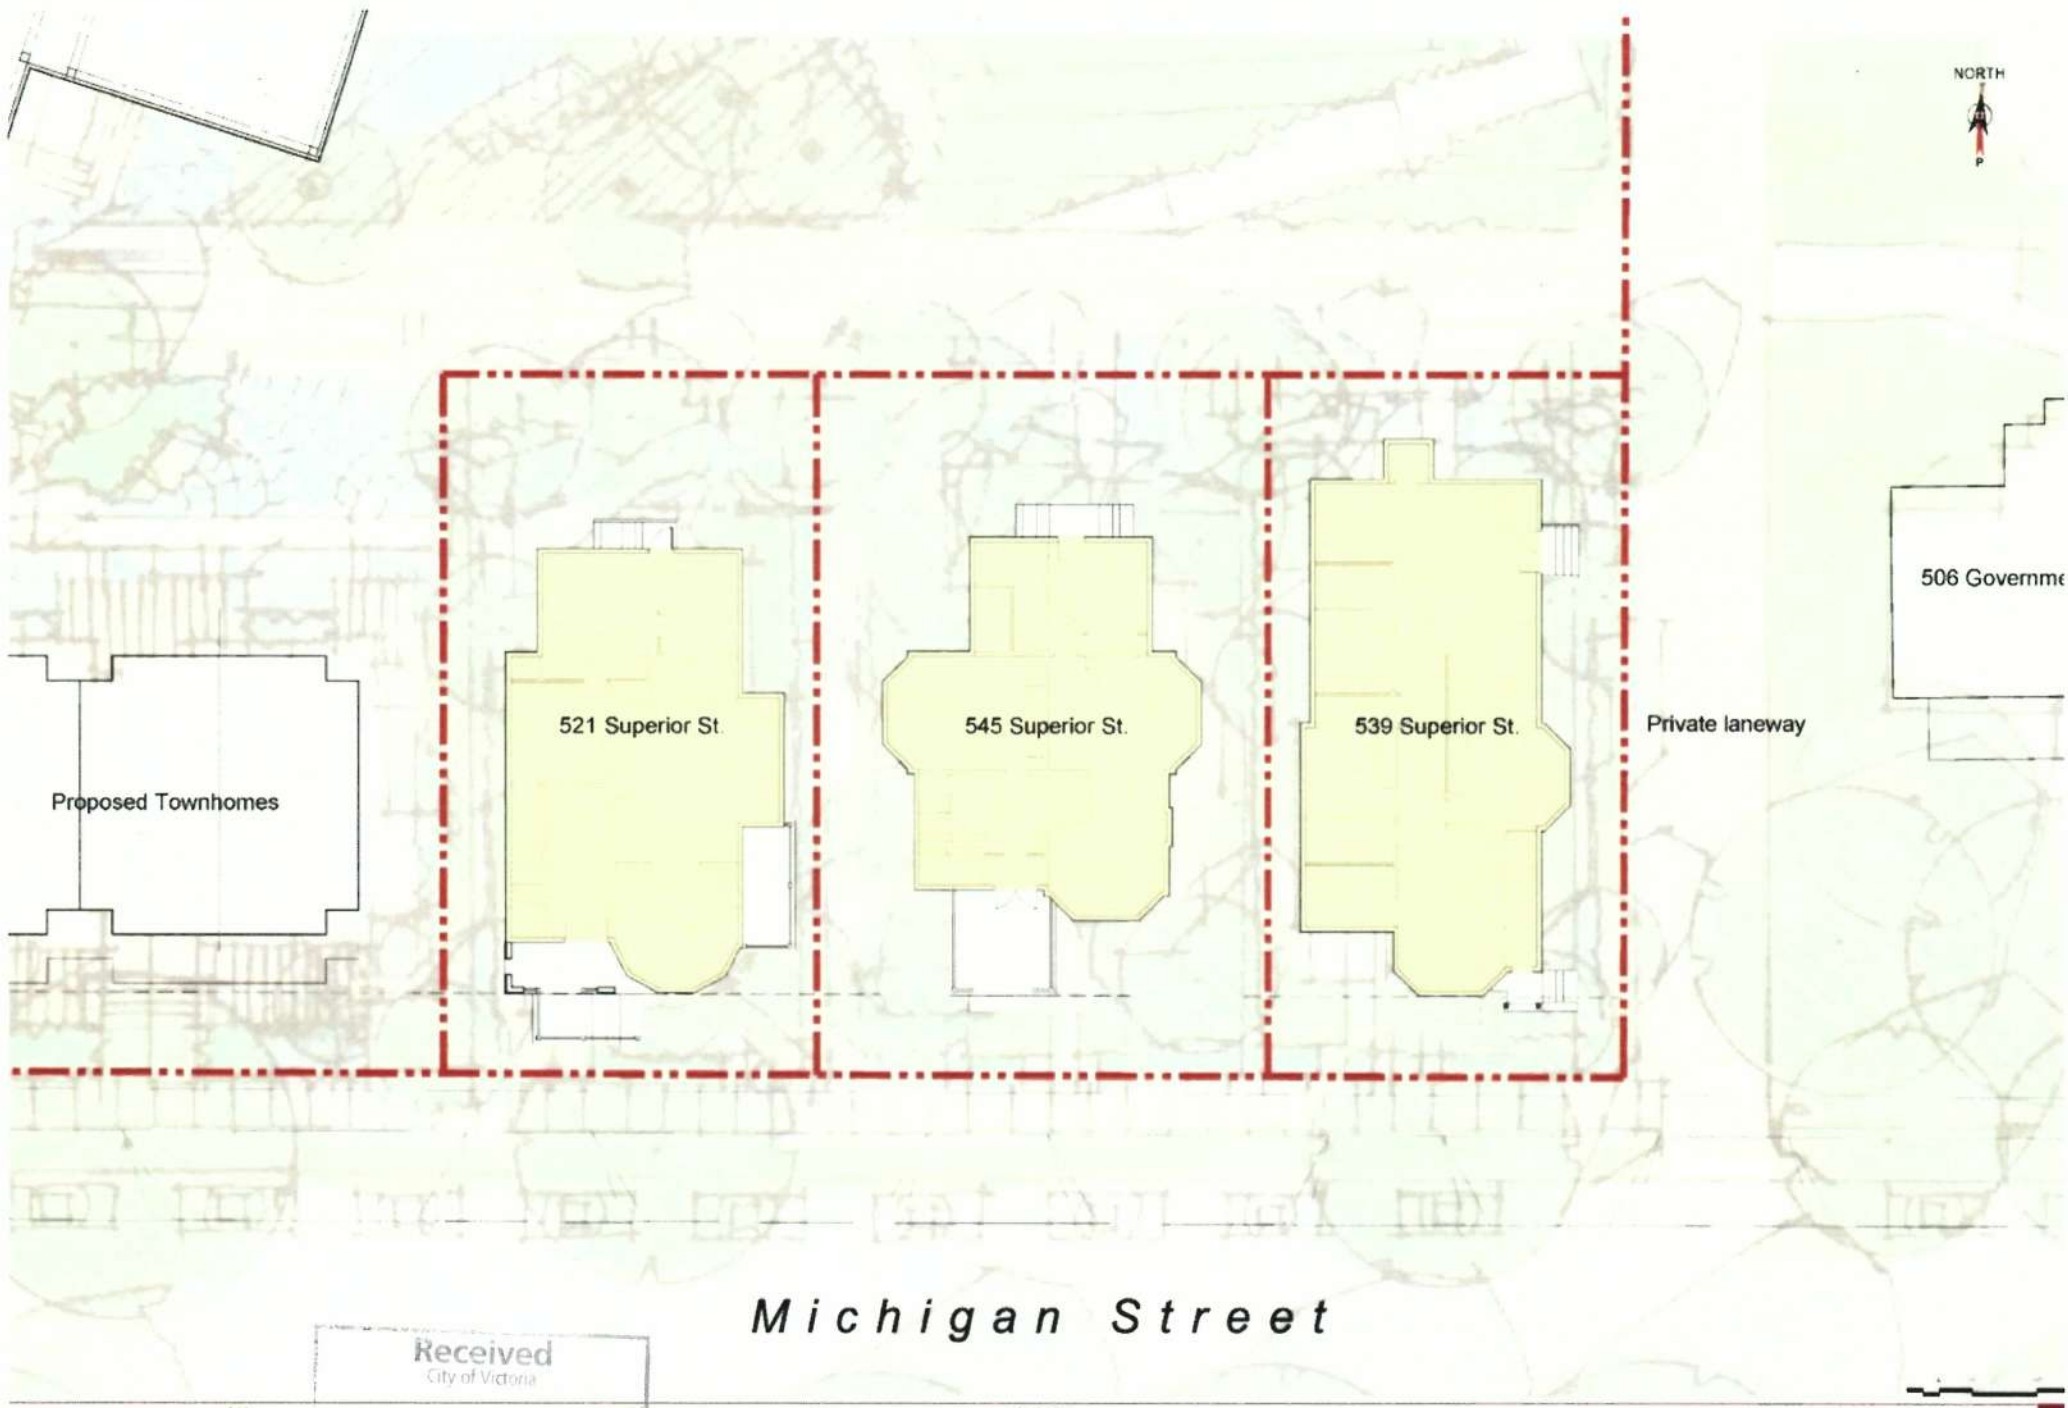 NORTH
P
506 Governme
521 Superior St.
545 Superior St.
539 Superior St.
Private laneway
Proposed Townhomes
Michigan Street
Received
City of Victoria